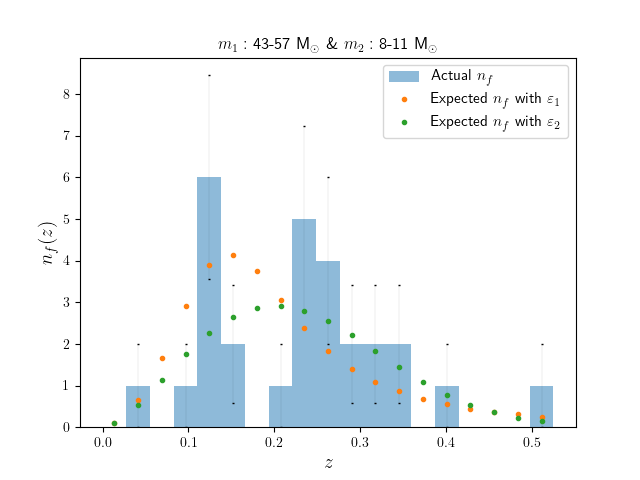 m₁ : 43-57 M⊙ & m₂ : 8-11 M⊙
Actual n_f
Expected n_f with ε₁
Expected n_f with ε₂
n_f(z)
8
7
6
5
4
3
2
1
0
0.0 0.1 0.2 0.3 0.4 0.5
z